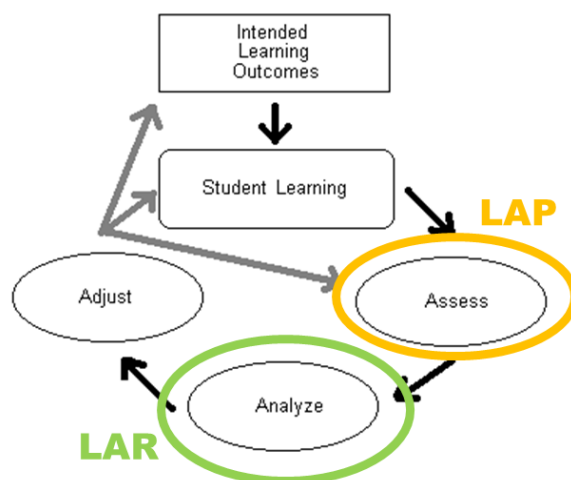 Intended
Learning
Outcomes
Student Learning
LAP
Adjust
Assess
Analyze
LAR